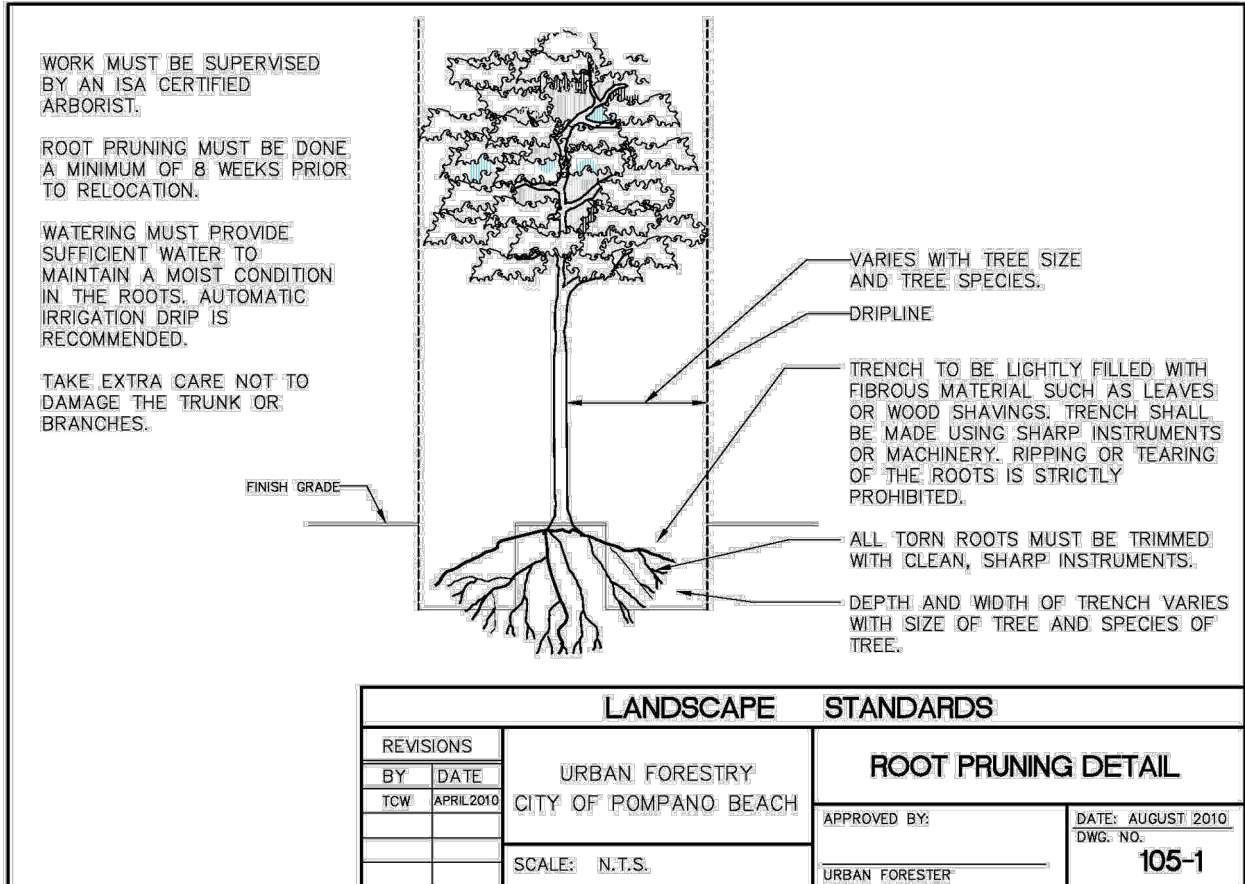 WORK MUST BE SUPERVISED
BY AN ISA CERTIFIED
ARBORIST.
ROOT PRUNING MUST BE DONE
A MINIMUM OF 8 WEEKS PRIOR
TO RELOCATION.
WATERING MUST PROVIDE
SUFFICIENT WATER TO
MAINTAIN A MOIST CONDITION
IN THE ROOTS. AUTOMATIC
IRRIGATION DRIP IS
RECOMMENDED.
TAKE EXTRA CARE NOT TO
DAMAGE THE TRUNK OR
BRANCHES.
FINISH GRADE
VARIES WITH TREE SIZE
AND TREE SPECIES.
DRIPLINE
TRENCH TO BE LIGHTLY FILLED WITH
FIBROUS MATERIAL SUCH AS LEAVES
OR WOOD SHAVINGS. TRENCH SHALL
BE MADE USING SHARP INSTRUMENTS
OR MACHINERY. RIPPING OR TEARING
OF THE ROOTS IS STRICTLY
PROHIBITED.
ALL TORN ROOTS MUST BE TRIMMED
WITH CLEAN, SHARP INSTRUMENTS.
DEPTH AND WIDTH OF TRENCH VARIES
WITH SIZE OF TREE AND SPECIES OF
TREE.
LANDSCAPE STANDARDS
REVISIONS
BY DATE
TCW APRIL 2010
URBAN FORESTRY
CITY OF POMPANO BEACH
SCALE: N.T.S.
ROOT PRUNING DETAIL
APPROVED BY:
URBAN FORESTER
DATE: AUGUST 2010
DWG. NO.
105-1